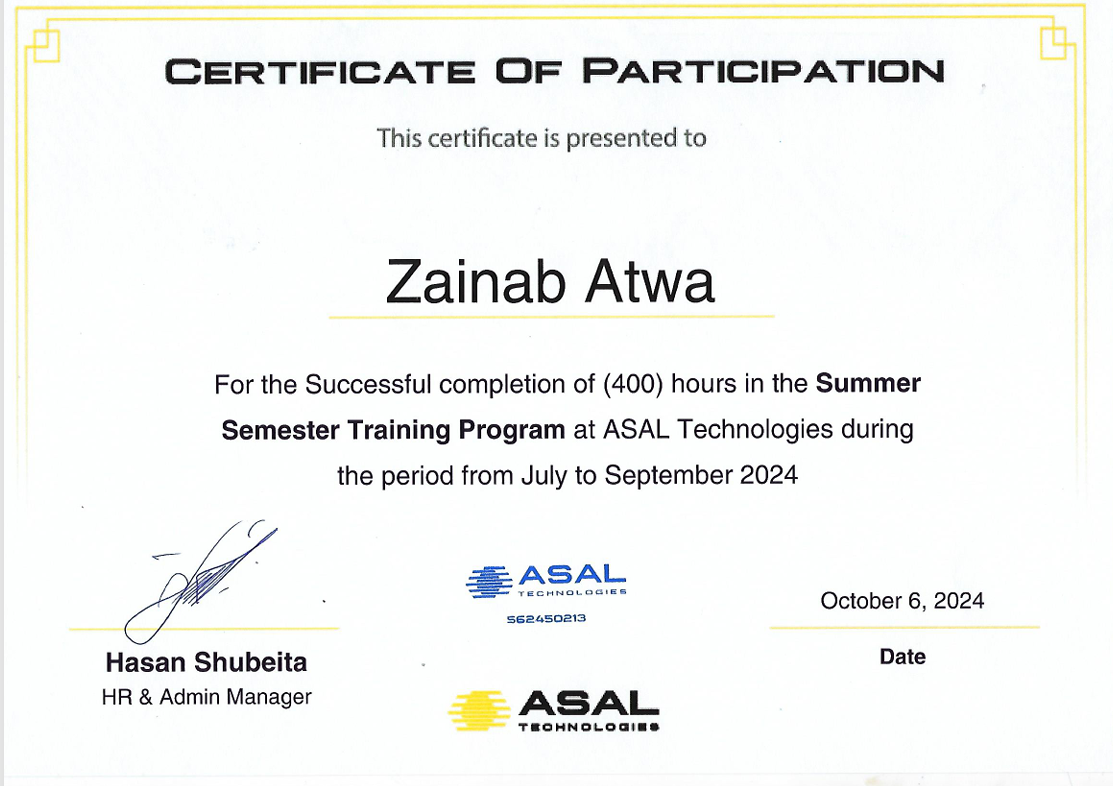 CERTIFICATE OF PARTICIPATION
This certificate is presented to
Zainab Atwa
For the Successful completion of (400) hours in the Summer
Semester Training Program at ASAL Technologies during
the period from July to September 2024
ASAL
TECHNOLOGIES
562450213
October 6, 2024
Hasan Shubeita
HR & Admin Manager
Date
ASAL
TECHNOLOGIES